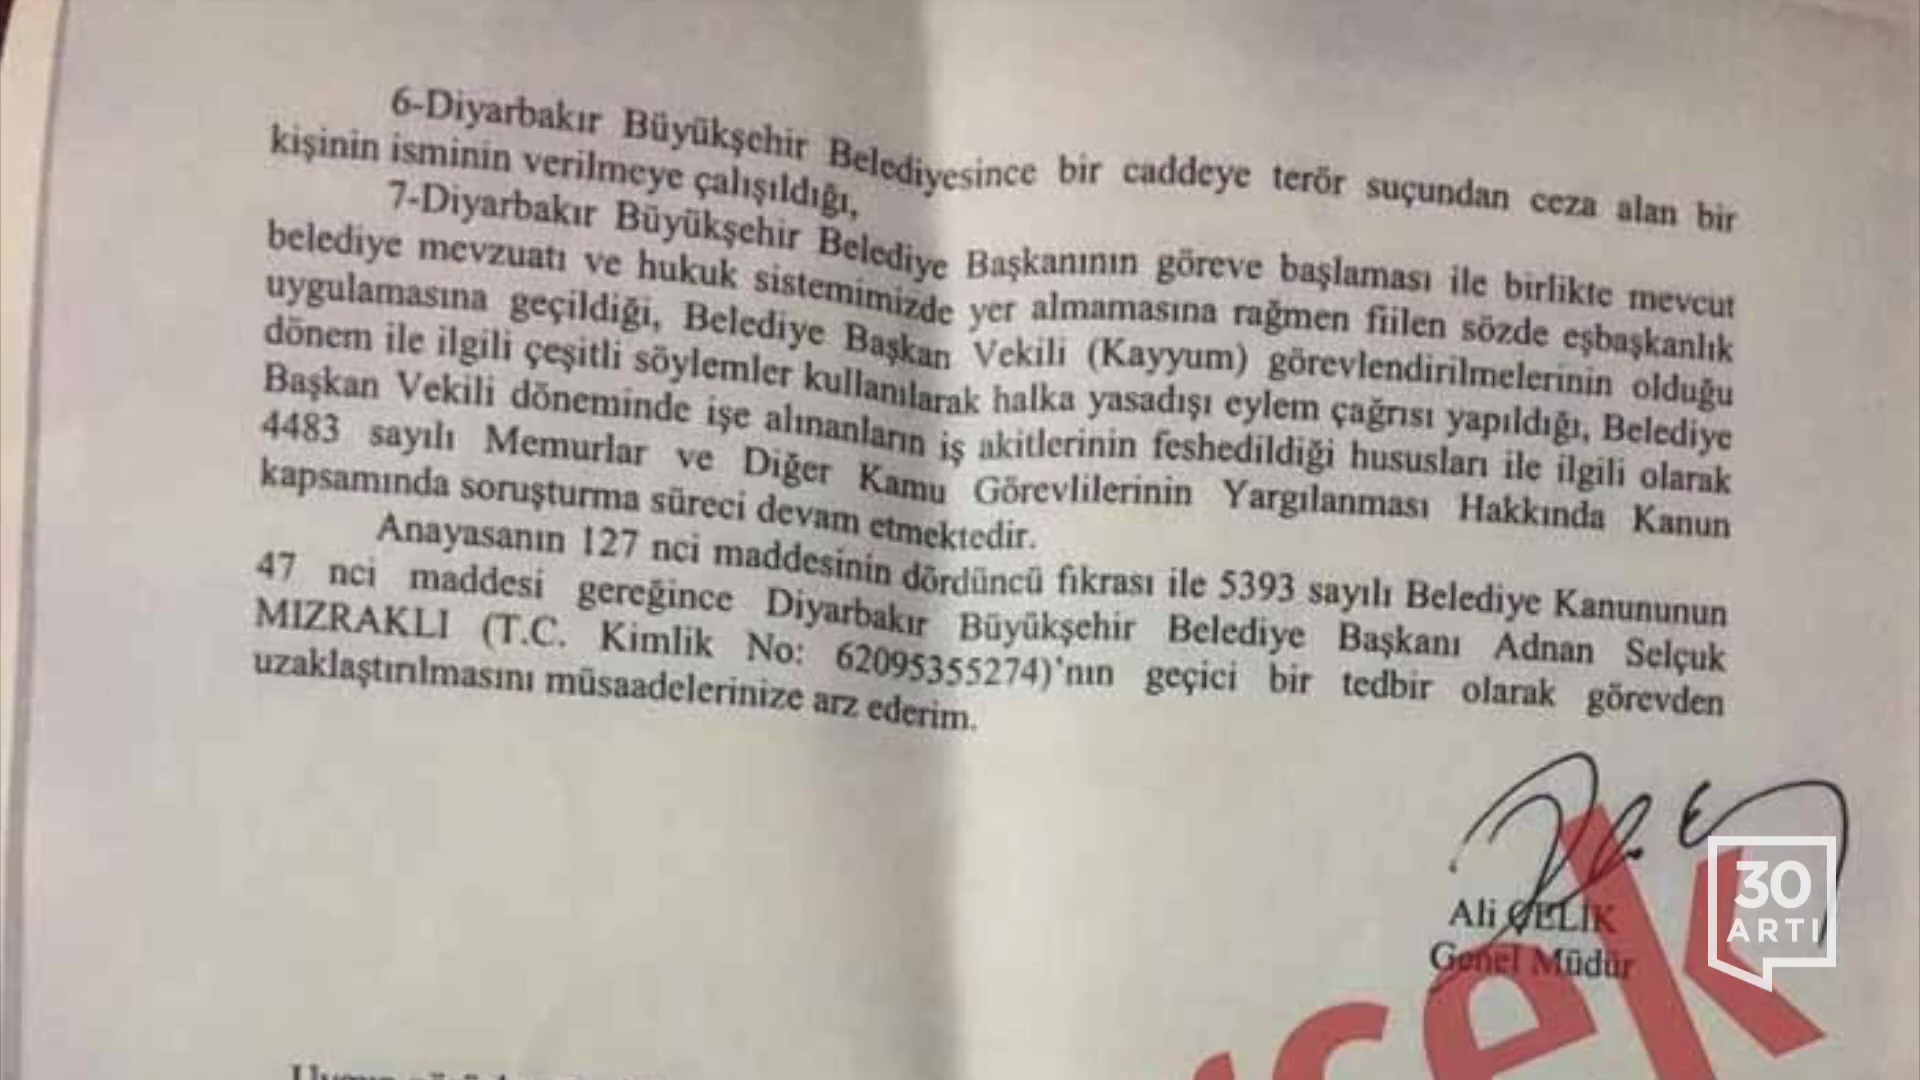 6-Diyarbakır Büyükşehir Belediyesince bir caddeye terör suçundan ceza alan bir
kişinin isminin verilmeye çalışıldığı,
7-Diyarbakır Büyükşehir Belediye Başkanının göreve başlaması ile birlikte mevcut
belediye mevzuatı ve hukuk sistemimizde yer almamasına rağmen fiilen sözde eşbaşkanlık
uygulamasına geçildiği, Belediye Başkan Vekili (Kayyum) görevlendirilmelerinin olduğu
dönem ile ilgili çeşitli söylemler kullanılarak halka yasadışı eylem çağrısı yapıldığı, Belediye
Başkan Vekili döneminde işe alınanların iş akitlerinin feshedildiği hususları ile ilgili olarak
4483 sayılı Memurlar ve Diğer Kamu Görevlilerinin Yargılanması Hakkında Kanun
kapsamında soruşturma süreci devam etmektedir.
Anayasanın 127 nci maddesinin dördüncü fıkrası ile 5393 sayılı Belediye Kanununun
47 nci maddesi gereğince Diyarbakır Büyükşehir Belediye Başkanı Adnan Selçuk
MIZRAKLI (T.C. Kimlik No: 62095355274)'nın geçici bir tedbir olarak görevden
uzaklaştırılmasını müsaadelerinize arz ederim.
Ali ÇELİK
Genel Müdür
30
ARTI